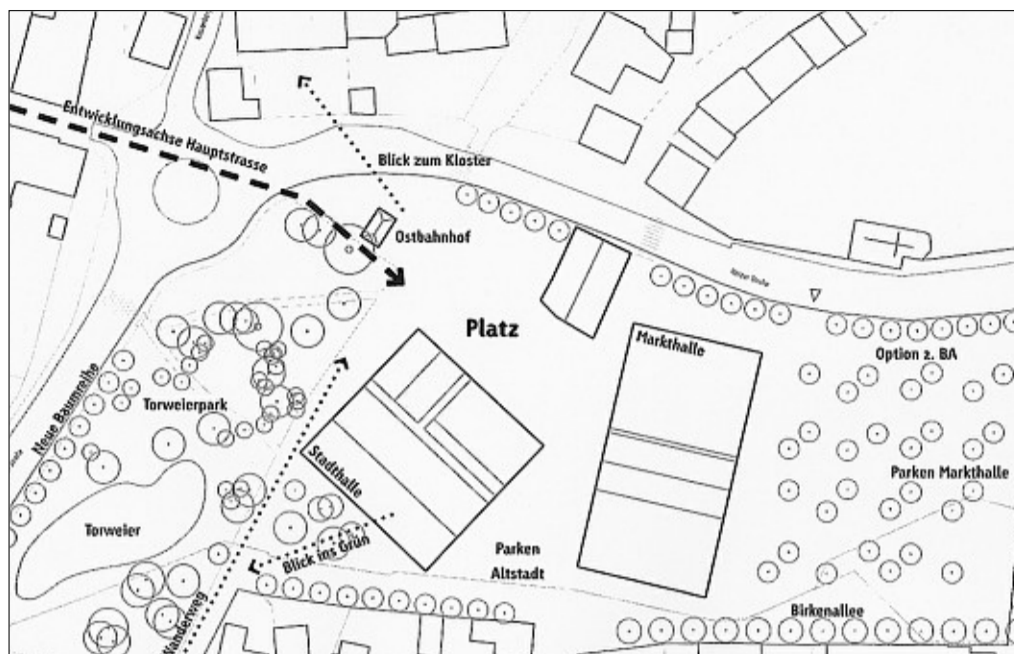 Entwicklungsachse Hauptstrasse
Blick zum Kloster
Ostbahnhof
Platz
Markthalle
Option 2. BA
Neue Baumreihe
Torweierpark
Stadthalle
Parken Markthalle
Torweier
Blick ins Grün
Parken
Altstadt
Birkenallee
Wanderweg